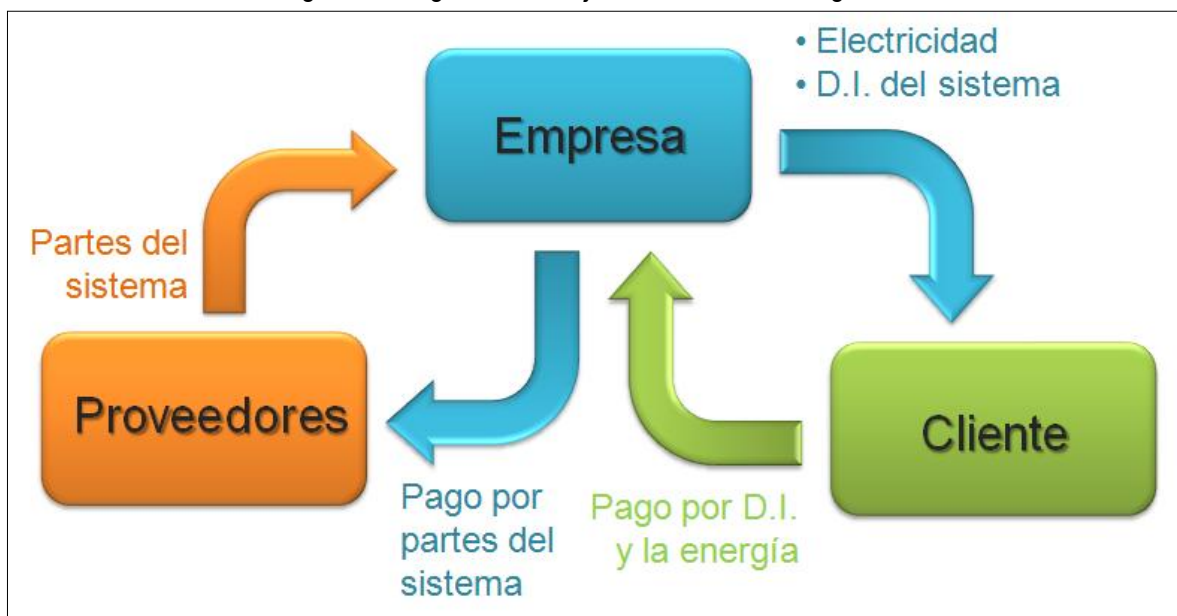 • Electricidad
• D.I. del sistema
Empresa
Partes del
sistema
Proveedores
Cliente
Pago por
partes del
sistema
Pago por D.I.
y la energía